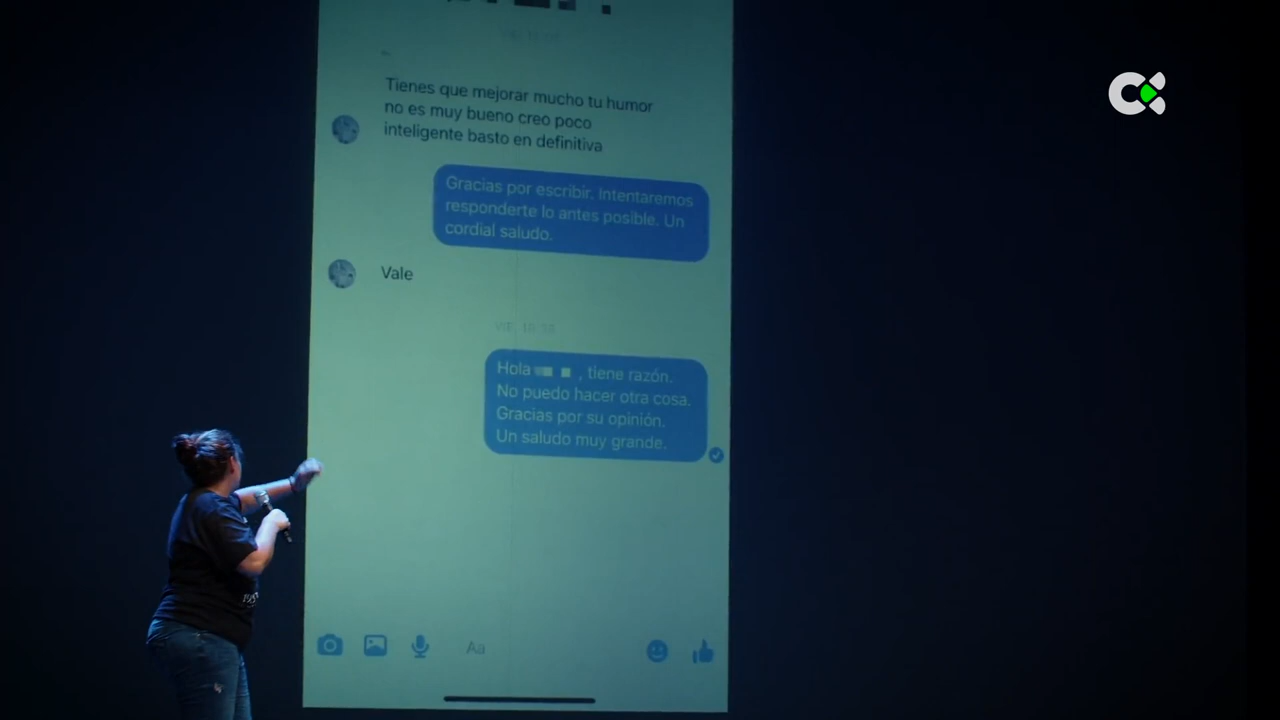 Tienes que mejorar mucho tu humor
no es muy bueno creo poco
inteligente basto en definitiva
Gracias por escribir. Intentaremos
responderte lo antes posible. Un
cordial saludo.
Vale
VIE.
Hola , tiene razón.
No puedo hacer otra cosa.
Gracias por su opinión.
Un saludo muy grande.
Aa